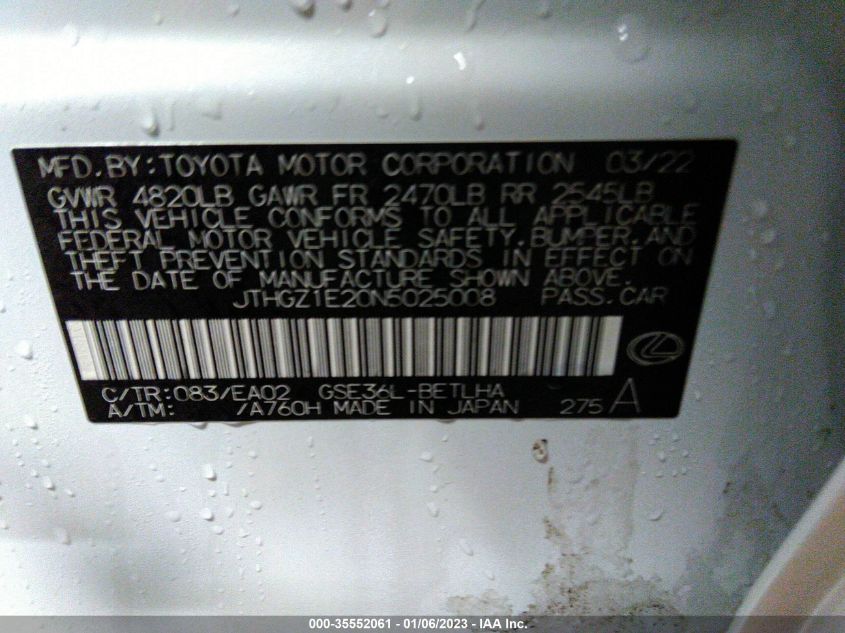 MFD.BY:TOYOTA MOTOR CORPORATION 03/22
GVWR 4820LB GAWR FR 2470LB RR 2545LB
THIS VEHICLE CONFORMS TO ALL APPLICABLE
FEDERAL MOTOR VEHICLE SAFETY,BUMPER,AND
THEFT PREVENTION STANDARDS IN EFFECT ON
THE DATE OF MANUFACTURE SHOWN ABOVE.
JTHGZ1E20N5025008 PASS.CAR
C/TR:083/EA02 GSE36L-BETLHA
A/TM: /A760H MADE IN JAPAN 275 A
000-35552061 - 01/06/2023 - IAA Inc.